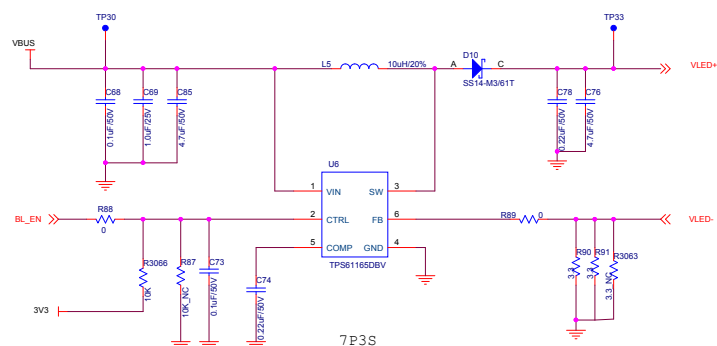 TP30
TP33
VBUS
L5
10uH/20%
D10
A
C
SS14-M3/61T
VLED+
C68
0.1uF/50V
C69
1.0uF/25V
C85
4.7uF/50V
C78
0.22uF/50V
C76
4.7uF/50V
U6
1
VIN
SW
3
2
CTRL
FB
6
5
COMP
GND
4
TPS61165DBV
BL_EN
R88
0
R89
0
VLED-
R3066
10K
R87
10K_NC
C73
0.1uF/50V
C74
0.22uF/50V
R90
3.3
R91
3.3
R3063
3.3_NC
3V3
7P3S